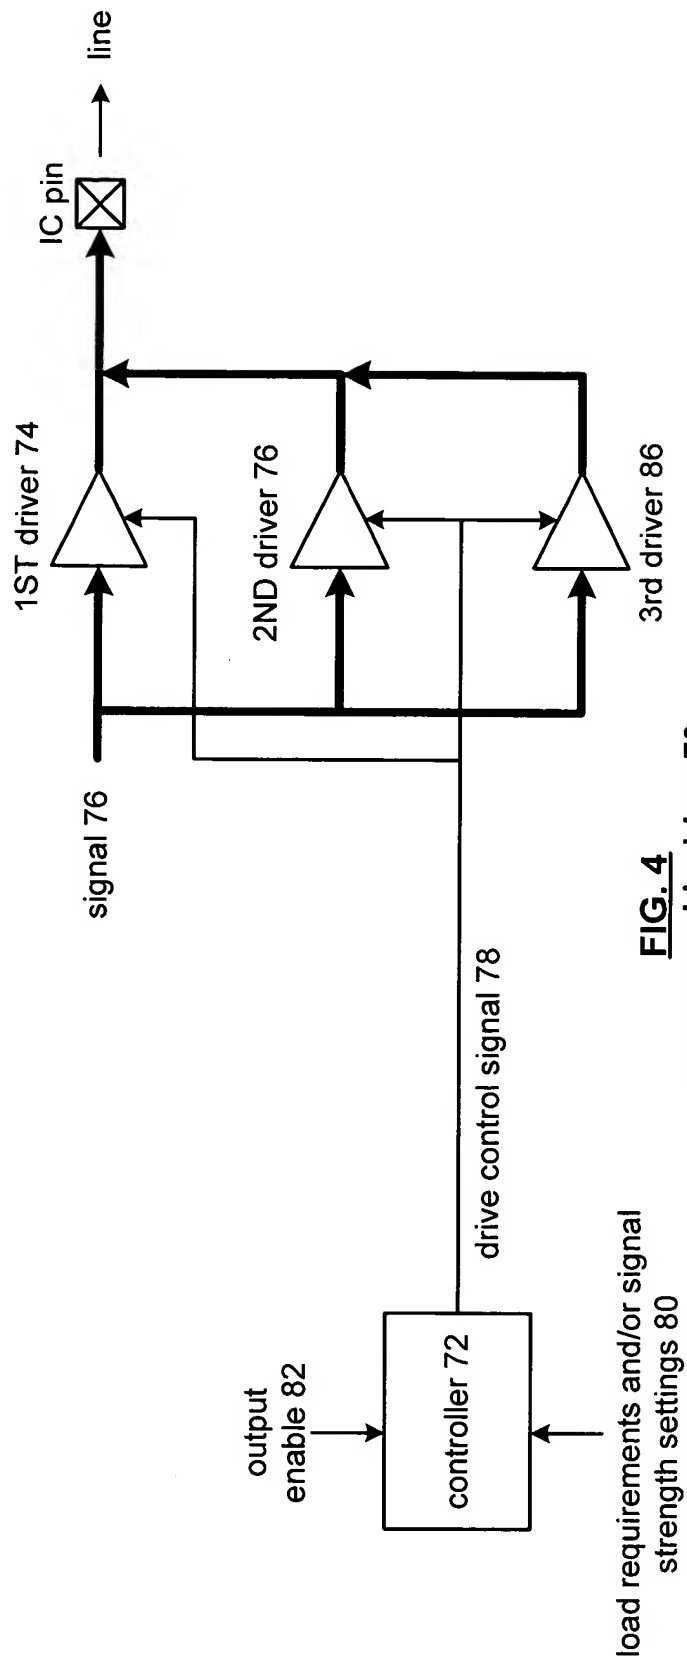 line
IC pin
1ST driver 74
2ND driver 76
3rd driver 86
signal 76
drive control signal 78
output
enable 82
controller 72
load requirements and/or signal
strength settings 80
FIG. 4